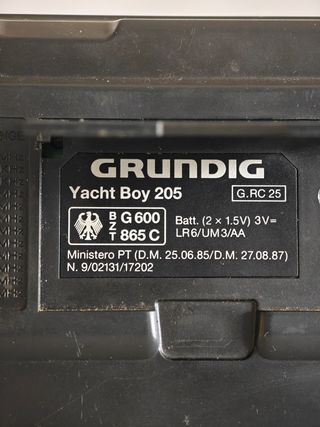 GRUNDIG
Yacht Boy 205
G.RC 25
BZT G 600
865 C
Batt. (2 × 1.5V) 3V=
LR6/UM3/AA
Ministero PT (D.M. 25.06.85/D.M. 27.08.87)
N. 9/02131/17202